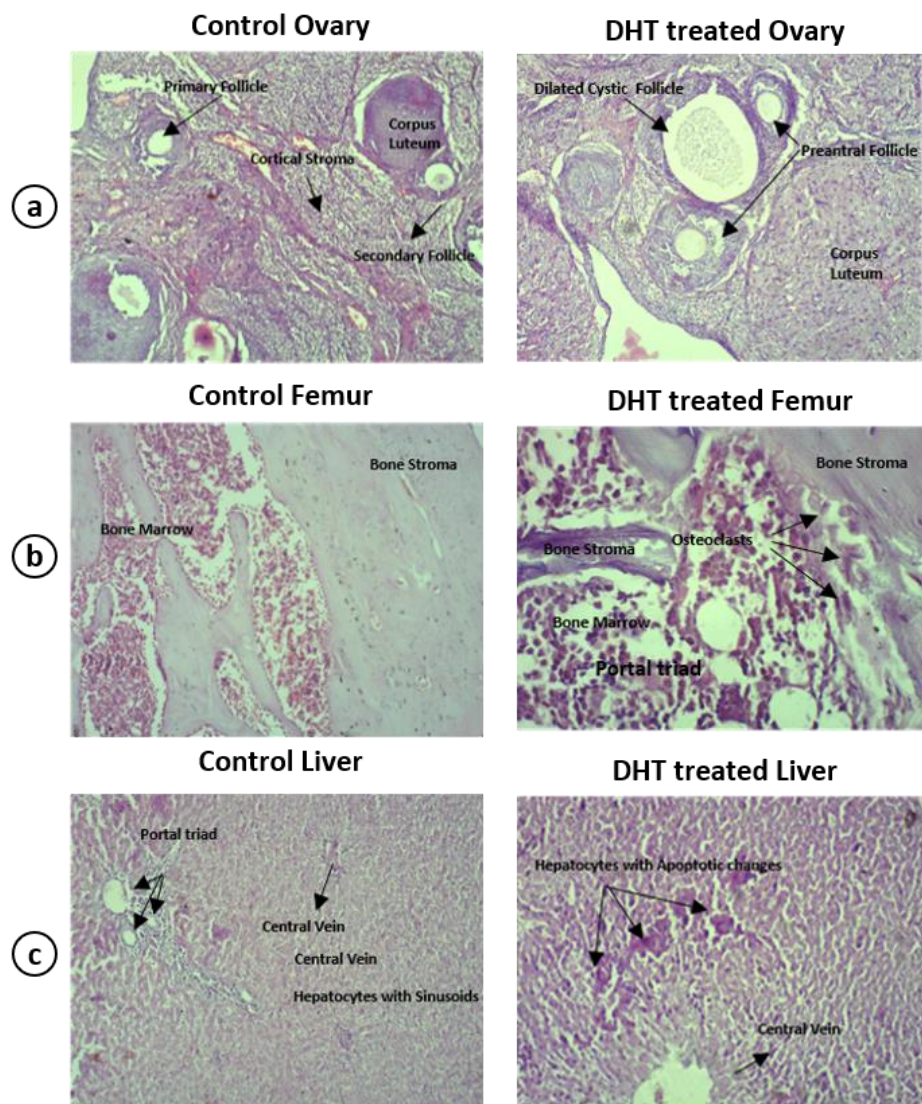 Control Ovary
DHT treated Ovary
a
Primary Follicle
Corpus
Luteum
Cortical Stroma
Secondary Follicle
Dilated Cystic Follicle
Preantral Follicle
Corpus
Luteum
Control Femur
DHT treated Femur
b
Bone Stroma
Bone Marrow
Bone Stroma
Osteoclasts
Bone Stroma
Bone Marrow
Portal triad
Control Liver
DHT treated Liver
c
Portal triad
Central Vein
Central Vein
Hepatocytes with Sinusoids
Hepatocytes with Apoptotic changes
Central Vein